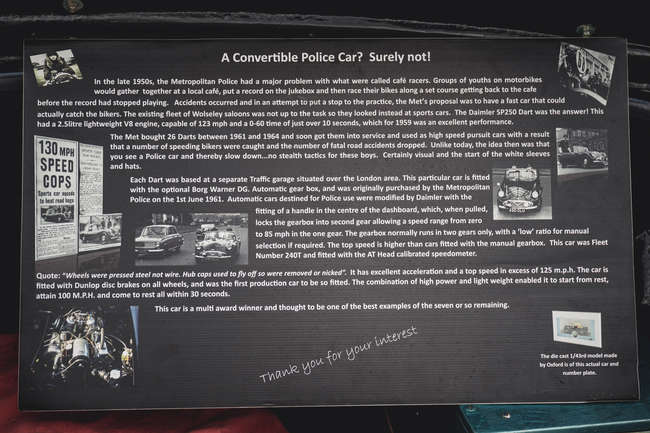 A Convertible Police Car? Surely not!
In the late 1950s, the Metropolitan Police had a major problem with what were called café racers. Groups of youths on motorbikes
would gather together at a local café, put a record on the jukebox and then race their bikes along a set course getting back to the cafe
before the record had stopped playing. Accidents occurred and in an attempt to put a stop to the practice, the Met's proposal was to have a fast car that could
actually catch the bikers. The existing fleet of Wolseley saloons was not up to the task so they looked instead at sports cars. The Daimler SP250 Dart was the answer! This
had a 2.5litre lightweight V8 engine, capable of 123 mph and a 0-60 time of just over 10 seconds, which for 1959 was an excellent performance.
The Met bought 26 Darts between 1961 and 1964 and soon got them into service and used as high speed pursuit cars with a result
that a number of speeding bikers were caught and the number of fatal road accidents dropped. Unlike today, the idea then was that
you see a Police car and thereby slow down...no stealth tactics for these boys. Certainly visual and the start of the white sleeves
and hats.
130 MPH
SPEED
COPS
Each Dart was based at a separate Traffic garage situated over the London area. This particular car is fitted
with the optional Borg Warner DG. Automatic gear box, and was originally purchased by the Metropolitan
Police on the 1st June 1961. Automatic cars destined for Police use were modified by Daimler with the
fitting of a handle in the centre of the dashboard, which, when pulled,
locks the gearbox into second gear allowing a speed range from zero
to 85 mph in the one gear. The gearbox normally runs in two gears only, with a 'low' ratio for manual
selection if required. The top speed is higher than cars fitted with the manual gearbox. This car was Fleet
Number 240T and fitted with the AT Head calibrated speedometer.
Quote: "Wheels were pressed steel not wire. Hub caps used to fly off so were removed or nicked". It has excellent acceleration and a top speed in excess of 125 m.p.h. The car is
fitted with Dunlop disc brakes on all wheels, and was the first production car to be so fitted. The combination of high power and light weight enabled it to start from rest,
attain 100 M.P.H. and come to rest all within 30 seconds.
This car is a multi award winner and thought to be one of the best examples of the seven or so remaining.
Thank you for your interest
The die cast 1/43rd model made
by Oxford is of this actual car and
number plate.